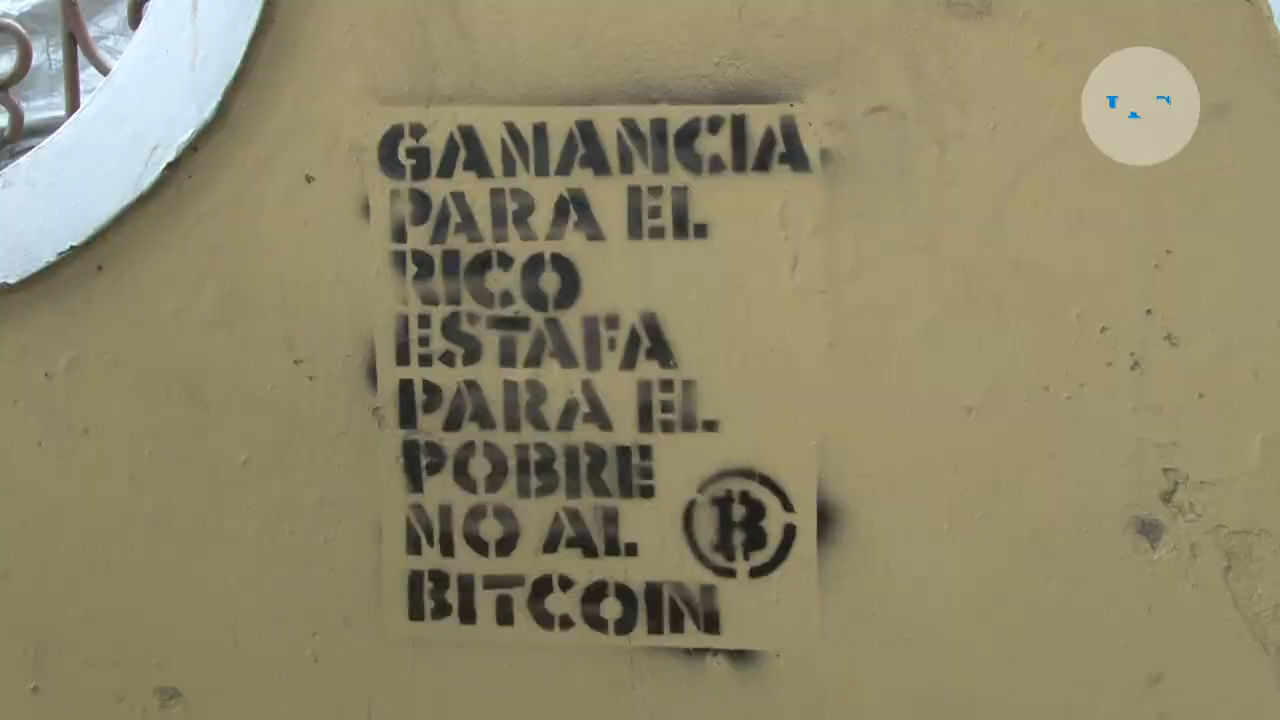 GANANCIA
PARA EL
RICO
ESTAFA
PARA EL
POBRE
NO AL
BITCOIN